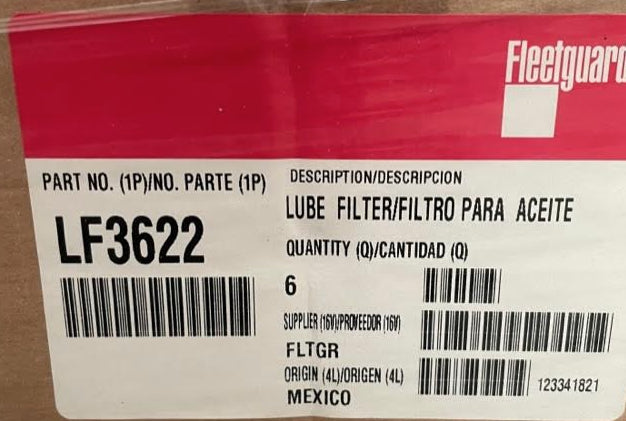 Fleetguard
PART NO. (1P)/NO. PARTE (1P)
LF3622
DESCRIPTION/DESCRIPCION
LUBE FILTER/FILTRO PARA ACEITE
QUANTITY (Q)/CANTIDAD (Q)
6
SUPPLIER (16V)/PROVEEDOR (16V)
FLTGR
ORIGIN (4L)/ORIGEN (4L)
MEXICO
123341821